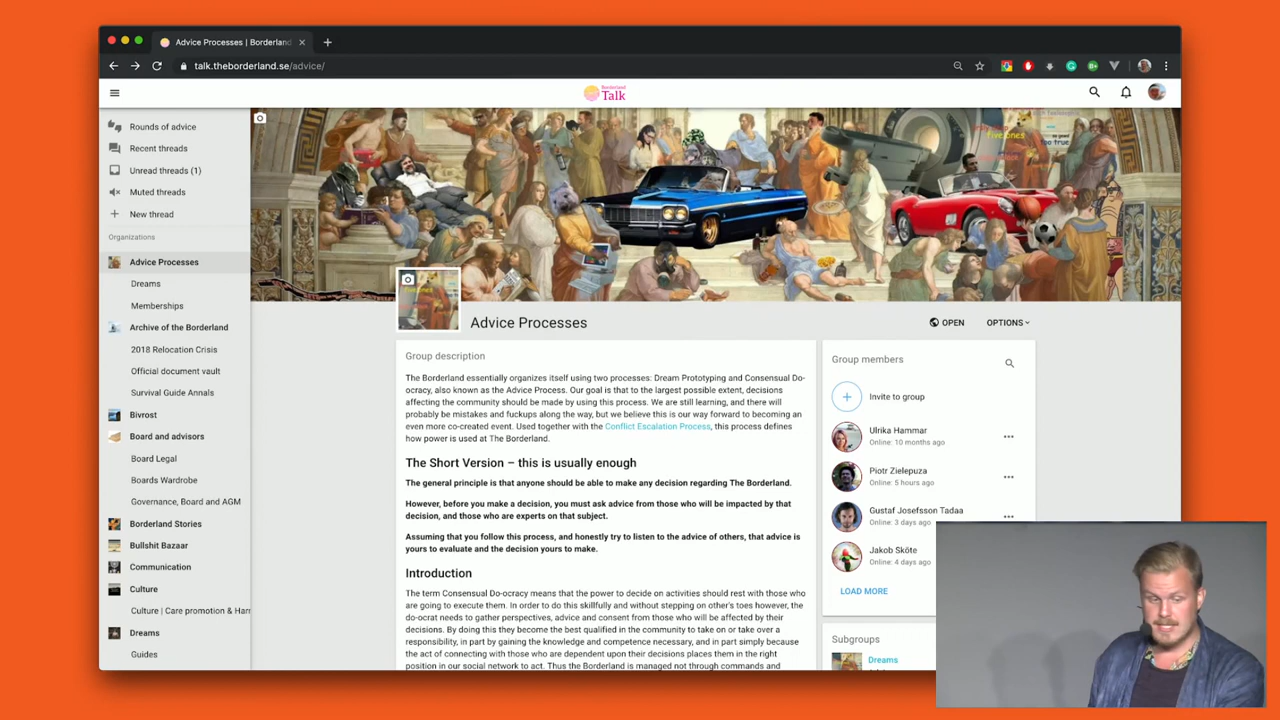 Advice Processes | Borderland
talk.theborderland.se/advice/
Borderland
Talk
Rounds of advice
Recent threads
Unread threads (1)
Muted threads
New thread
Organizations
Advice Processes
Dreams
Memberships
Archive of the Borderland
2018 Relocation Crisis
Official document vault
Survival Guide Annals
Bivrost
Board and advisors
Board Legal
Boards Wardrobe
Governance, Board and AGM
Borderland Stories
Bullshit Bazaar
Communication
Culture
Culture | Care promotion & Har
Dreams
Guides
five ones
too true
Advice Processes
OPEN
OPTIONS
Group description
The Borderland essentially organizes itself using two processes: Dream Prototyping and Consensual Do-
ocracy, also known as the Advice Process. Our goal is that to the largest possible extent, decisions
affecting the community should be made by using this process. We are still learning, and there will
probably be mistakes and fuckups along the way, but we believe this is our way forward to becoming an
even more co-created event. Used together with the Conflict Escalation Process, this process defines
how power is used at The Borderland.
The Short Version – this is usually enough
The general principle is that anyone should be able to make any decision regarding The Borderland.
However, before you make a decision, you must ask advice from those who will be impacted by that
decision, and those who are experts on that subject.
Assuming that you follow this process, and honestly try to listen to the advice of others, that advice is
yours to evaluate and the decision yours to make.
Introduction
The term Consensual Do-ocracy means that the power to decide on activities should rest with those who
are going to execute them. In order to do this skillfully and without stepping on other's toes however, the
do-ocrat needs to gather perspectives, advice and consent from those who will be affected by their
decisions. By doing this they become the best qualified in the community to take on or take over a
responsibility, in part by gaining the knowledge and competence necessary, and in part simply because
the act of connecting with those who are dependent upon their decisions places them in the right
position in our social network to act. Thus the Borderland is managed not through commands and
Group members
Invite to group
Ulrika Hammar
Online: 10 months ago
Piotr Zielepuza
Online: 5 hours ago
Gustaf Josefsson Tadaa
Online: 3 days ago
Jakob Sköte
Online: 4 days ago
LOAD MORE
Subgroups
Dreams